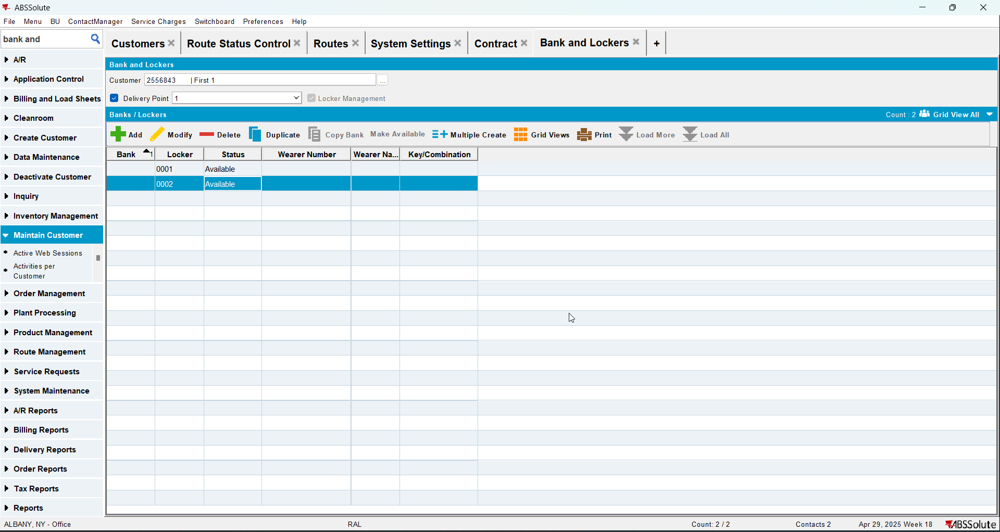 ABSSolute
File Menu BU ContactManager Service Charges Switchboard Preferences Help
bank and
Customers Route Status Control Routes System Settings Contract Bank and Lockers +
A/R
Application Control
Billing and Load Sheets
Cleanroom
Create Customer
Data Maintenance
Deactivate Customer
Inquiry
Inventory Management
Maintain Customer
Active Web Sessions
Activities per
Customer
Order Management
Plant Processing
Product Management
Route Management
Service Requests
System Maintenance
A/R Reports
Billing Reports
Delivery Reports
Order Reports
Tax Reports
Reports
Bank and Lockers
Customer 2556843 | First 1 ...
Delivery Point 1 Locker Management
Banks / Lockers Count : 2 Grid View All
Add Modify Delete Duplicate Copy Bank Make Available Multiple Create Grid Views Print Load More Load All
Bank 1 Locker Status Wearer Number Wearer Na... Key/Combination
0001 Available
0002 Available
ALBANY, NY - Office RAL Count: 2 / 2 Contacts 2 Apr 29, 2025 Week 18 ABSSolute